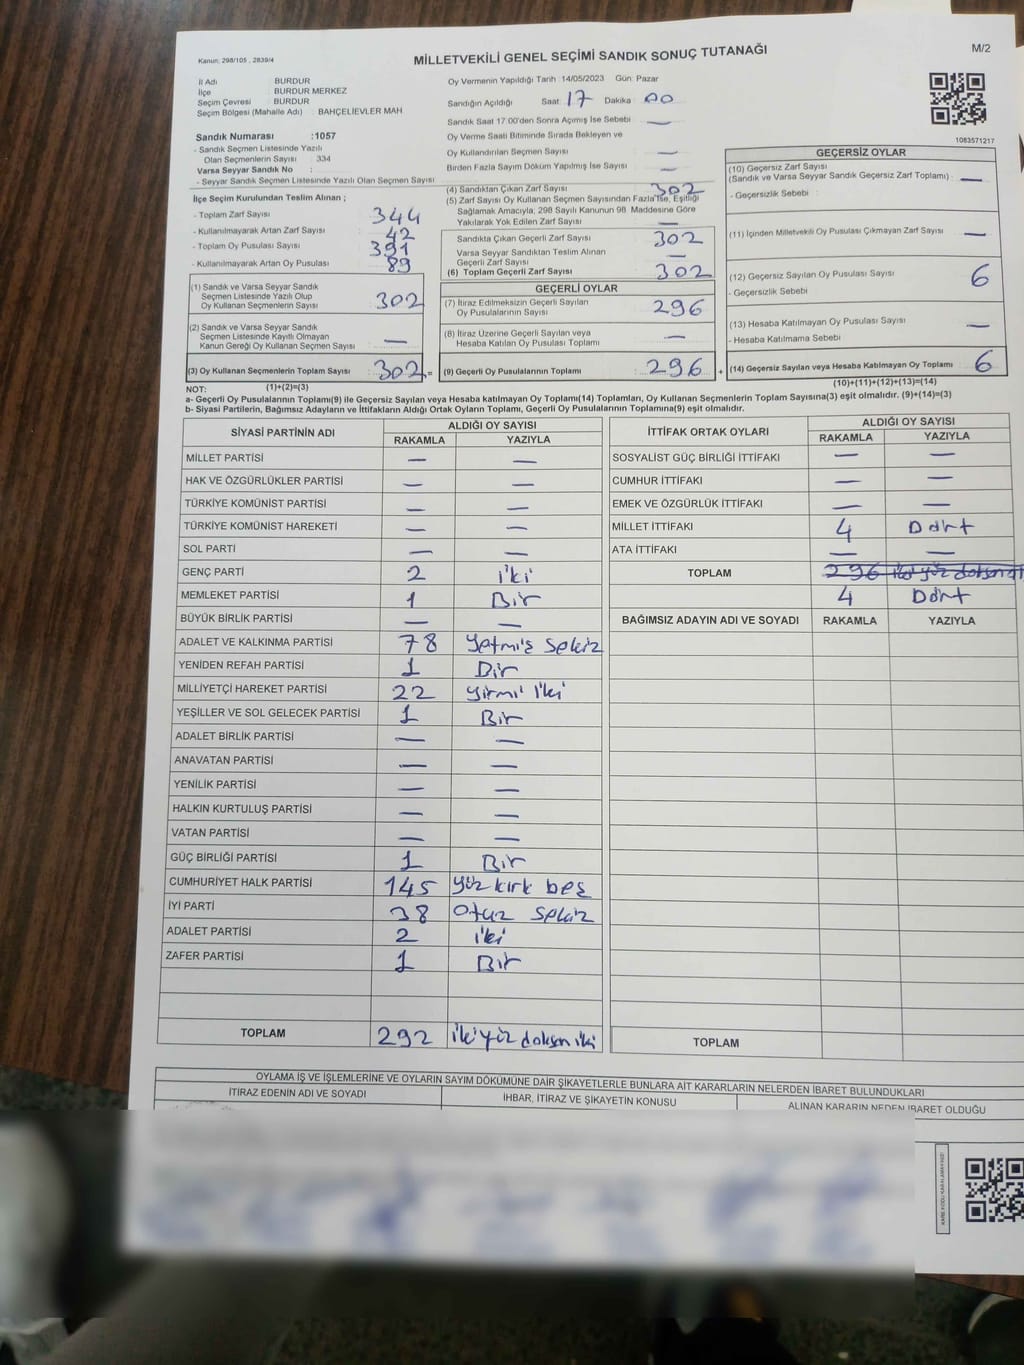 Kanun: 298/105 , 2839/4
MİLLETVEKİLİ GENEL SEÇİMİ SANDIK SONUÇ TUTANAĞI
M/2
İl Adı BURDUR
İlçe BURDUR MERKEZ
Seçim Çevresi BURDUR
Seçim Bölgesi (Mahalle Adı) : BAHÇELİEVLER MAH
Sandık Numarası :1057
- Sandık Seçmen Listesinde Yazılı
Olan Seçmenlerin Sayısı : 334
Varsa Seyyar Sandık No :
- Seyyar Sandık Seçmen Listesinde Yazılı Olan Seçmen Sayısı
Oy Vermenin Yapıldığı Tarih :14/05/2023 Gün: Pazar
Sandığın Açıldığı Saat: 17 Dakika : 00
Sandık Saat 17:00'den Sonra Açımış İse Sebebi —
Oy Verme Saati Bitiminde Sırada Bekleyen ve
Oy Kullandırılan Seçmen Sayısı —
Birden Fazla Sayım Döküm Yapılmış İse Sayısı —
1083571217
İlçe Seçim Kurulundan Teslim Alınan ;
- Toplam Zarf Sayısı 344
- Kullanılmayarak Artan Zarf Sayısı 42
- Toplam Oy Pusulası Sayısı 391
- Kullanılmayarak Artan Oy Pusulası 89
(1) Sandık ve Varsa Seyyar Sandık
Seçmen Listesinde Yazılı Olup
Oy Kullanan Seçmenlerin Sayısı 302
(2) Sandık ve Varsa Seyyar Sandık
Seçmen Listesinde Kayıtlı Olmayan
Kanun Gereği Oy Kullanan Seçmen Sayısı —
(3) Oy Kullanan Seçmenlerin Toplam Sayısı 302 =
(4) Sandıktan Çıkan Zarf Sayısı 302
(5) Zarf Sayısı Oy Kullanan Seçmen Sayısından Fazla İse, Eşitliği
Sağlamak Amacıyla, 298 Sayılı Kanunun 98. Maddesine Göre
Yakılarak Yok Edilen Zarf Sayısı —
Sandıkta Çıkan Geçerli Zarf Sayısı 302
Varsa Seyyar Sandıktan Teslim Alınan
Geçerli Zarf Sayısı —
(6) Toplam Geçerli Zarf Sayısı 302
GEÇERLİ OYLAR
(7) İtiraz Edilmeksizin Geçerli Sayılan
Oy Pusulalarının Sayısı 296
(8) İtiraz Üzerine Geçerli Sayılan veya
Hesaba Katılan Oy Pusulası Toplamı —
(9) Geçerli Oy Pusulalarının Toplamı : 296 +
GEÇERSİZ OYLAR
(10) Geçersiz Zarf Sayısı
(Sandık ve Varsa Seyyar Sandık Geçersiz Zarf Toplamı) : —
- Geçersizlik Sebebi :
(11) İçinden Milletvekili Oy Pusulası Çıkmayan Zarf Sayısı —
(12) Geçersiz Sayılan Oy Pusulası Sayısı 6
- Geçersizlik Sebebi
(13) Hesaba Katılmayan Oy Pusulası Sayısı —
- Hesaba Katılmama Sebebi
(14) Geçersiz Sayılan veya Hesaba Katılmayan Oy Toplamı 6
NOT: (1)+(2)=(3) (10)+(11)+(12)+(13)=(14)
a- Geçerli Oy Pusulalarının Toplamı(9) ile Geçersiz Sayılan veya Hesaba katılmayan Oy Toplamı(14) Toplamları, Oy Kullanan Seçmenlerin Toplam Sayısına(3) eşit olmalıdır. (9)+(14)=(3)
b- Siyasi Partilerin, Bağımsız Adayların ve İttifakların Aldığı Ortak Oyların Toplamı, Geçerli Oy Pusulalarının Toplamına(9) eşit olmalıdır.
SİYASİ PARTİNİN ADI ALDIĞI OY SAYISI
RAKAMLA YAZIYLA
MİLLET PARTİSİ — —
HAK VE ÖZGÜRLÜKLER PARTİSİ — —
TÜRKİYE KOMÜNİST PARTİSİ — —
TÜRKİYE KOMÜNİST HAREKETİ — —
SOL PARTİ — —
GENÇ PARTİ 2 iki
MEMLEKET PARTİSİ 1 Bir
BÜYÜK BİRLİK PARTİSİ — —
ADALET VE KALKINMA PARTİSİ 78 yetmiş sekiz
YENİDEN REFAH PARTİSİ 1 Bir
MİLLİYETÇİ HAREKET PARTİSİ 22 yirmi iki
YEŞİLLER VE SOL GELECEK PARTİSİ 1 Bir
ADALET BİRLİK PARTİSİ — —
ANAVATAN PARTİSİ — —
YENİLİK PARTİSİ — —
HALKIN KURTULUŞ PARTİSİ — —
VATAN PARTİSİ — —
GÜÇ BİRLİĞİ PARTİSİ 1 Bir
CUMHURİYET HALK PARTİSİ 145 yüz kırk beş
İYİ PARTİ 38 otuz sekiz
ADALET PARTİSİ 2 iki
ZAFER PARTİSİ 1 Bir
TOPLAM 292 ikiyüz doksan iki
İTTİFAK ORTAK OYLARI ALDIĞI OY SAYISI
RAKAMLA YAZIYLA
SOSYALİST GÜÇ BİRLİĞİ İTTİFAKI — —
CUMHUR İTTİFAKI — —
EMEK VE ÖZGÜRLÜK İTTİFAKI — —
MİLLET İTTİFAKI 4 Dört
ATA İTTİFAKI — —
TOPLAM 296 iki yüz doksan
4 Dört
BAĞIMSIZ ADAYIN ADI VE SOYADI RAKAMLA YAZIYLA
TOPLAM
OYLAMA İŞ VE İŞLEMLERİNE VE OYLARIN SAYIM DÖKÜMÜNE DAİR ŞİKAYETLERLE BUNLARA AİT KARARLARIN NELERDEN İBARET BULUNDUKLARI
İTİRAZ EDENİN ADI VE SOYADI İHBAR, İTİRAZ VE ŞİKAYETİN KONUSU ALINAN KARARIN NEDEN İBARET OLDUĞU